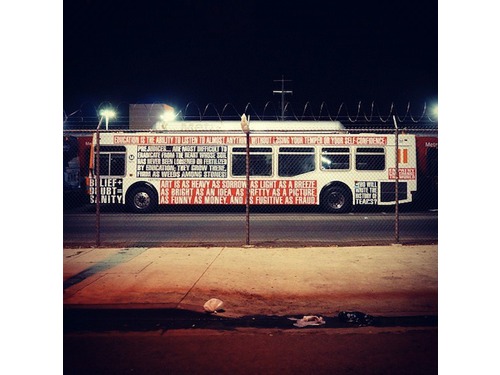 EDUCATION IS THE ABILITY TO LISTEN TO ALMOST ANYTHING WITHOUT LOSING YOUR TEMPER OR YOUR SELF-CONFIDENCE.
PREJUDICES... ARE MOST DIFFICULT TO
ERADICATE FROM THE HEART WHOSE SOIL
HAS NEVER BEEN LOOSENED OR FERTILIZED
BY EDUCATION; THEY GROW THERE,
FIRM AS WEEDS AMONG STONES.
BELIEF+
DOUBT=
SANITY
ART IS AS HEAVY AS SORROW, AS LIGHT AS A BREEZE,
AS BRIGHT AS AN IDEA, AS PRETTY AS A PICTURE,
AS FUNNY AS MONEY, AND AS FUGITIVE AS FRAUD.
WHO WILL
WRITE THE
HISTORY OF
TEARS?
Metro